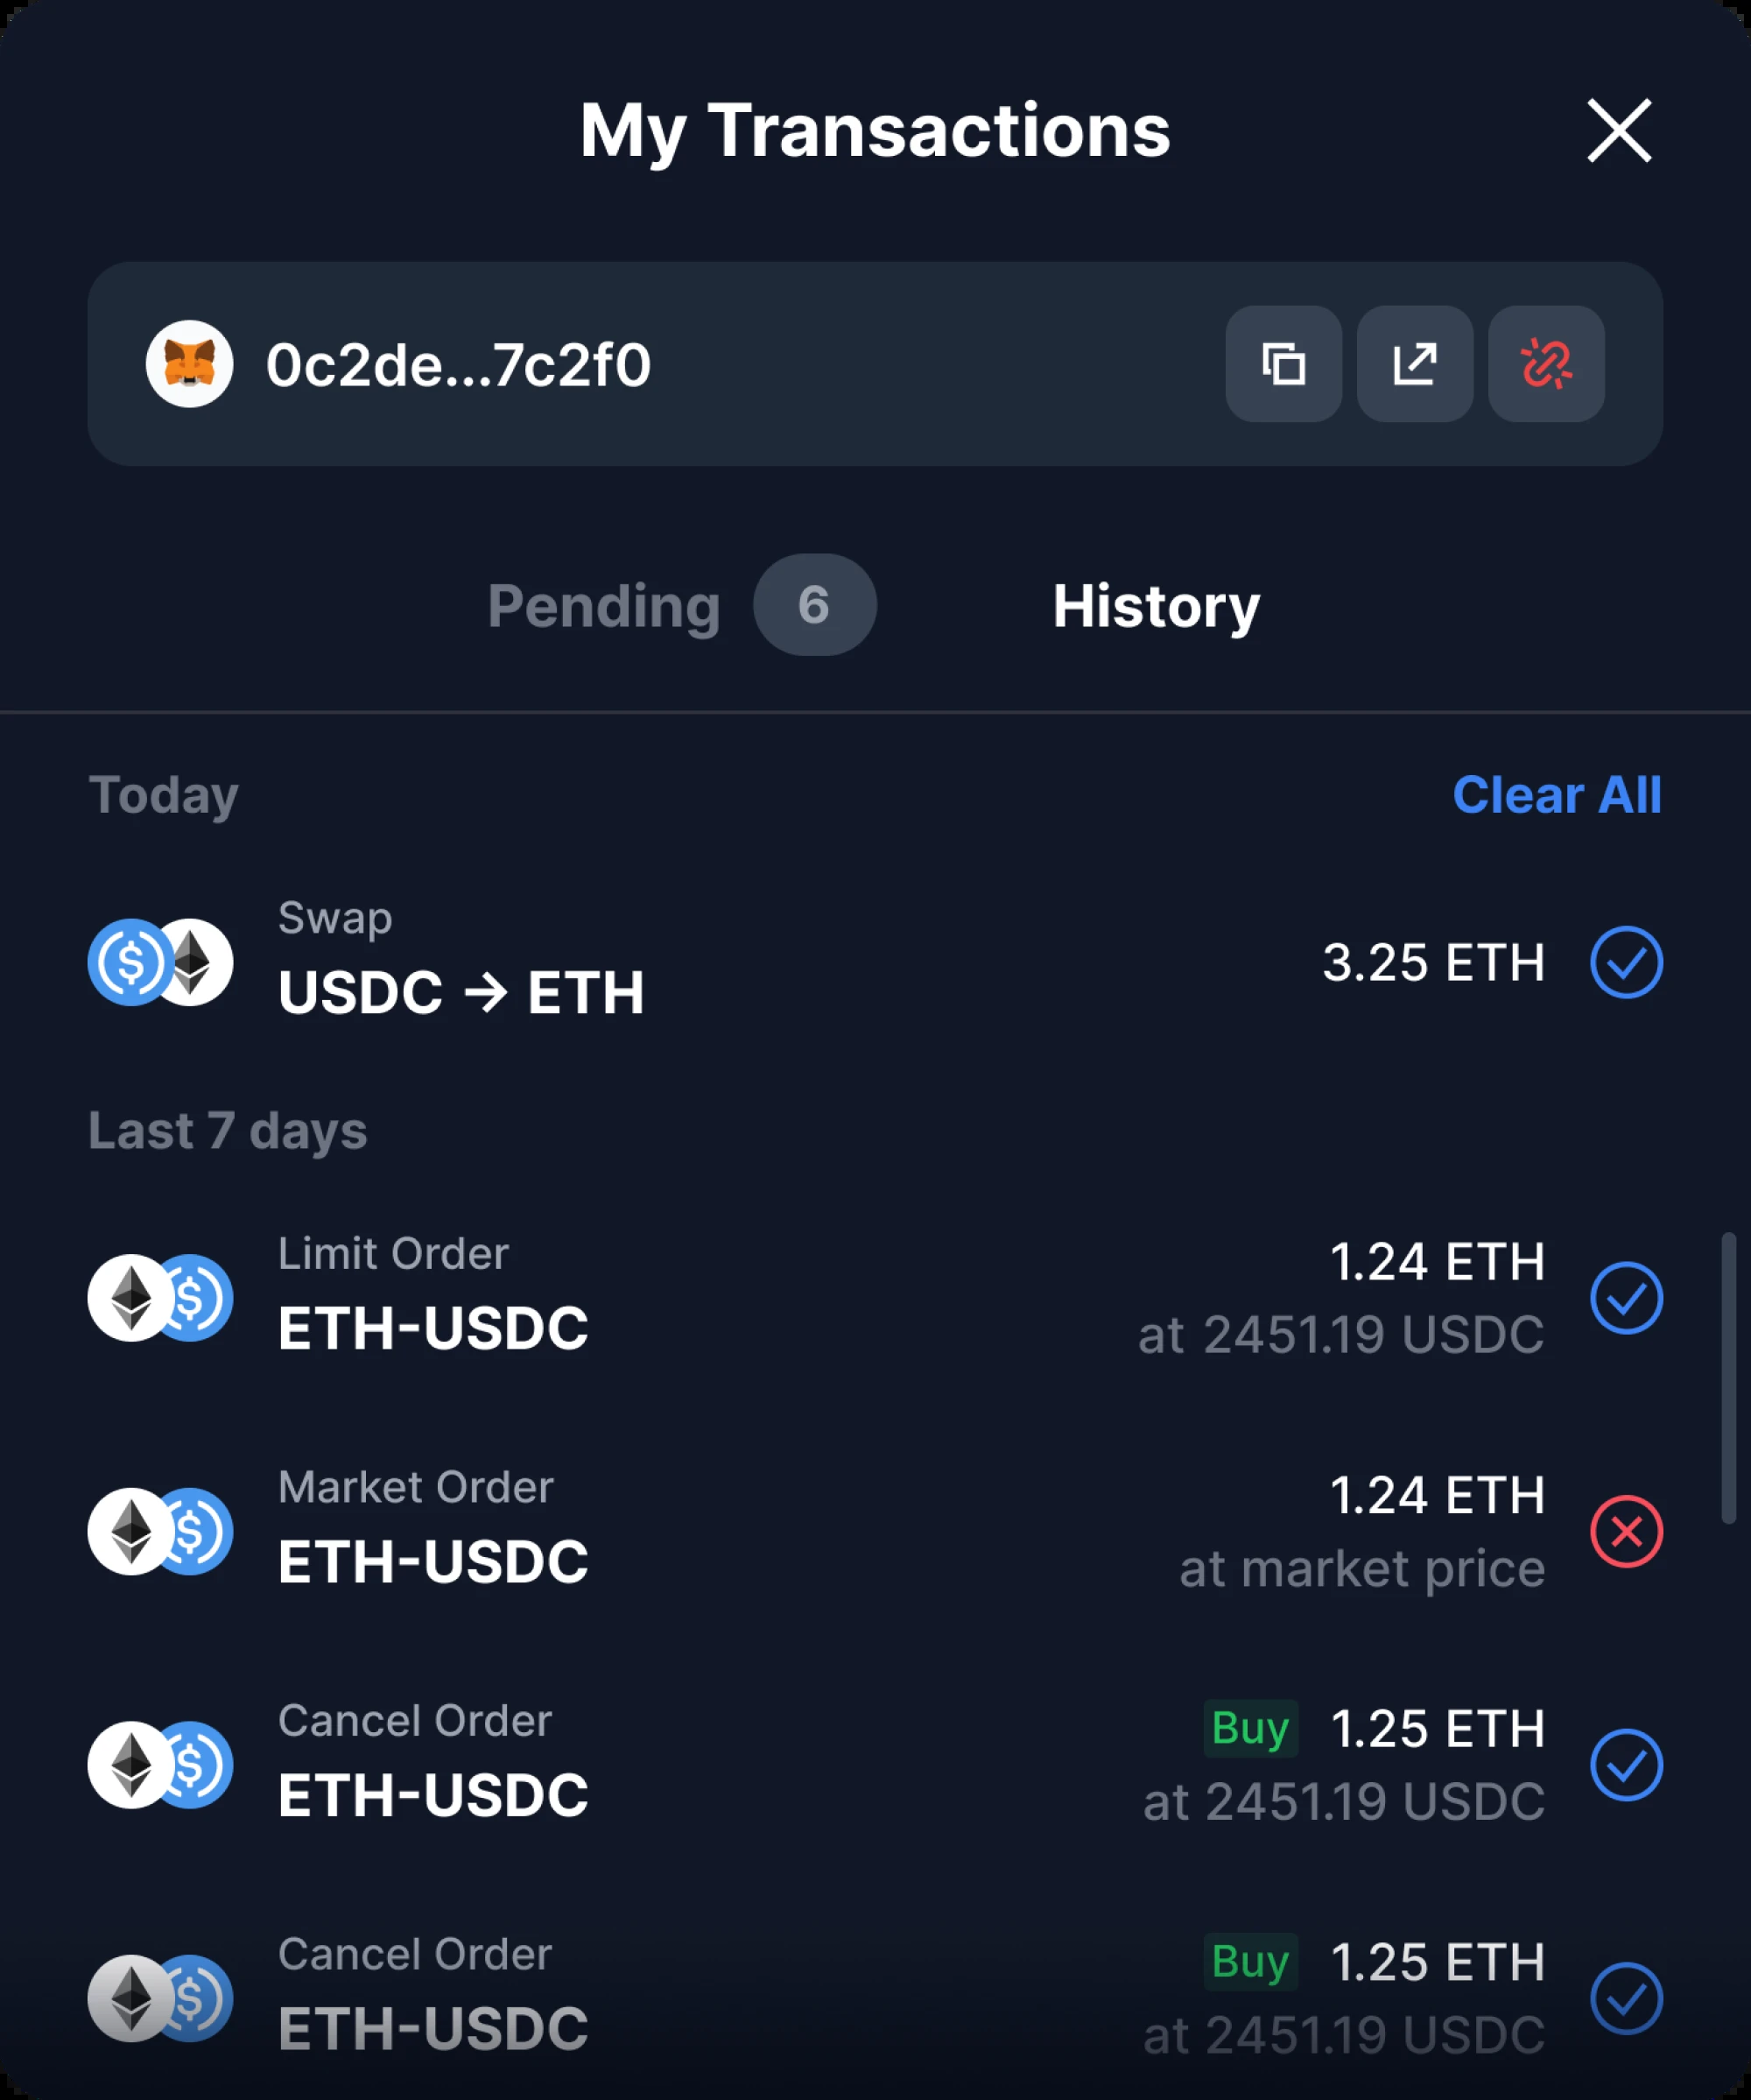 My Transactions
0c2de...7c2f0
Pending 6 History
Today Clear All
Swap
USDC → ETH
3.25 ETH
Last 7 days
Limit Order
ETH-USDC
1.24 ETH
at 2451.19 USDC
Market Order
ETH-USDC
1.24 ETH
at market price
Cancel Order
ETH-USDC
Buy 1.25 ETH
at 2451.19 USDC
Cancel Order
ETH-USDC
Buy 1.25 ETH
at 2451.19 USDC